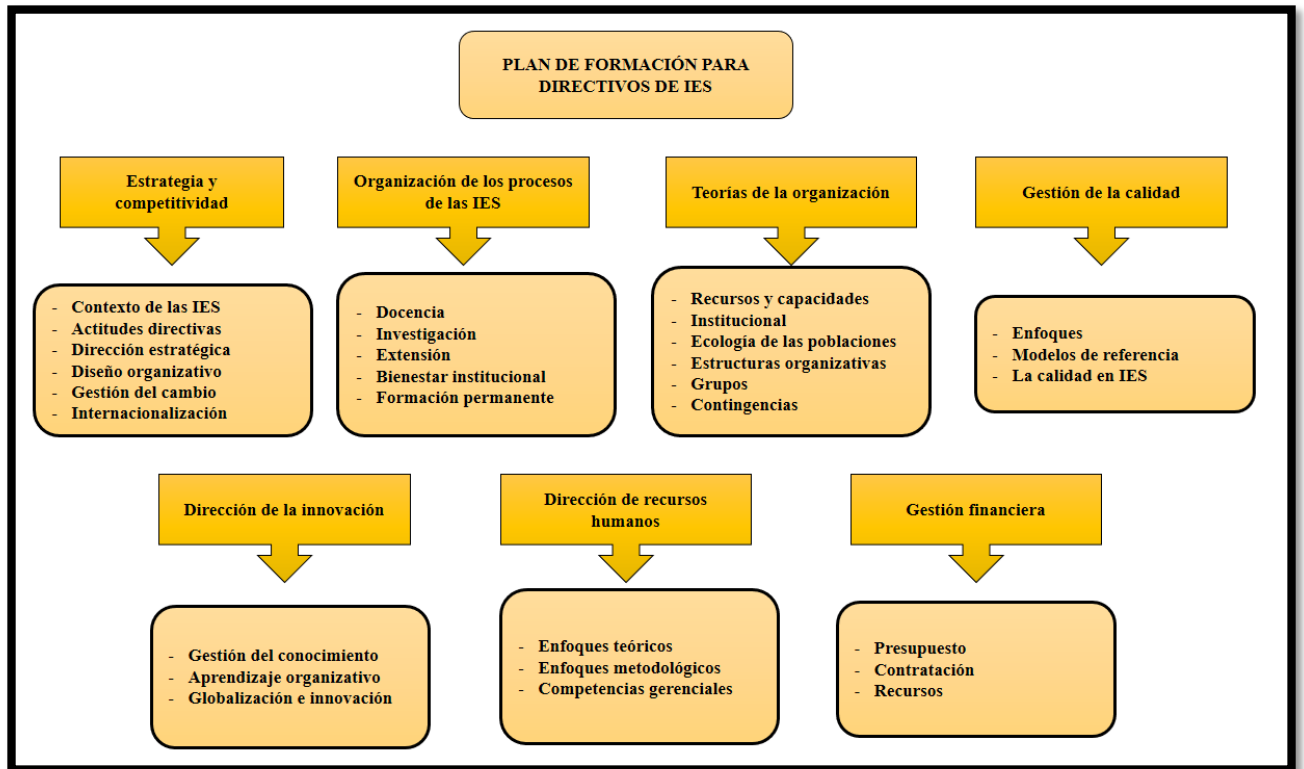 PLAN DE FORMACIÓN PARA
DIRECTIVOS DE IES
Estrategia y
competitividad
- Contexto de las IES
- Actitudes directivas
- Dirección estratégica
- Diseño organizativo
- Gestión del cambio
- Internacionalización
Organización de los procesos
de las IES
- Docencia
- Investigación
- Extensión
- Bienestar institucional
- Formación permanente
Teorías de la organización
- Recursos y capacidades
- Institucional
- Ecología de las poblaciones
- Estructuras organizativas
- Grupos
- Contingencias
Gestión de la calidad
- Enfoques
- Modelos de referencia
- La calidad en IES
Dirección de la innovación
- Gestión del conocimiento
- Aprendizaje organizativo
- Globalización e innovación
Dirección de recursos
humanos
- Enfoques teóricos
- Enfoques metodológicos
- Competencias gerenciales
Gestión financiera
- Presupuesto
- Contratación
- Recursos